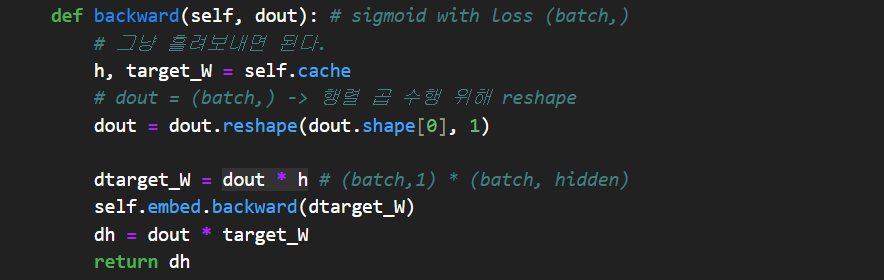 def backward(self, dout): # sigmoid with loss (batch,)
# 그냥 흘려보내면 된다.
h, target_W = self.cache
# dout = (batch,) -> 행렬 곱 수행 위해 reshape
dout = dout.reshape(dout.shape[0], 1)
dtarget_W = dout * h # (batch,1) * (batch, hidden)
self.embed.backward(dtarget_W)
dh = dout * target_W
return dh